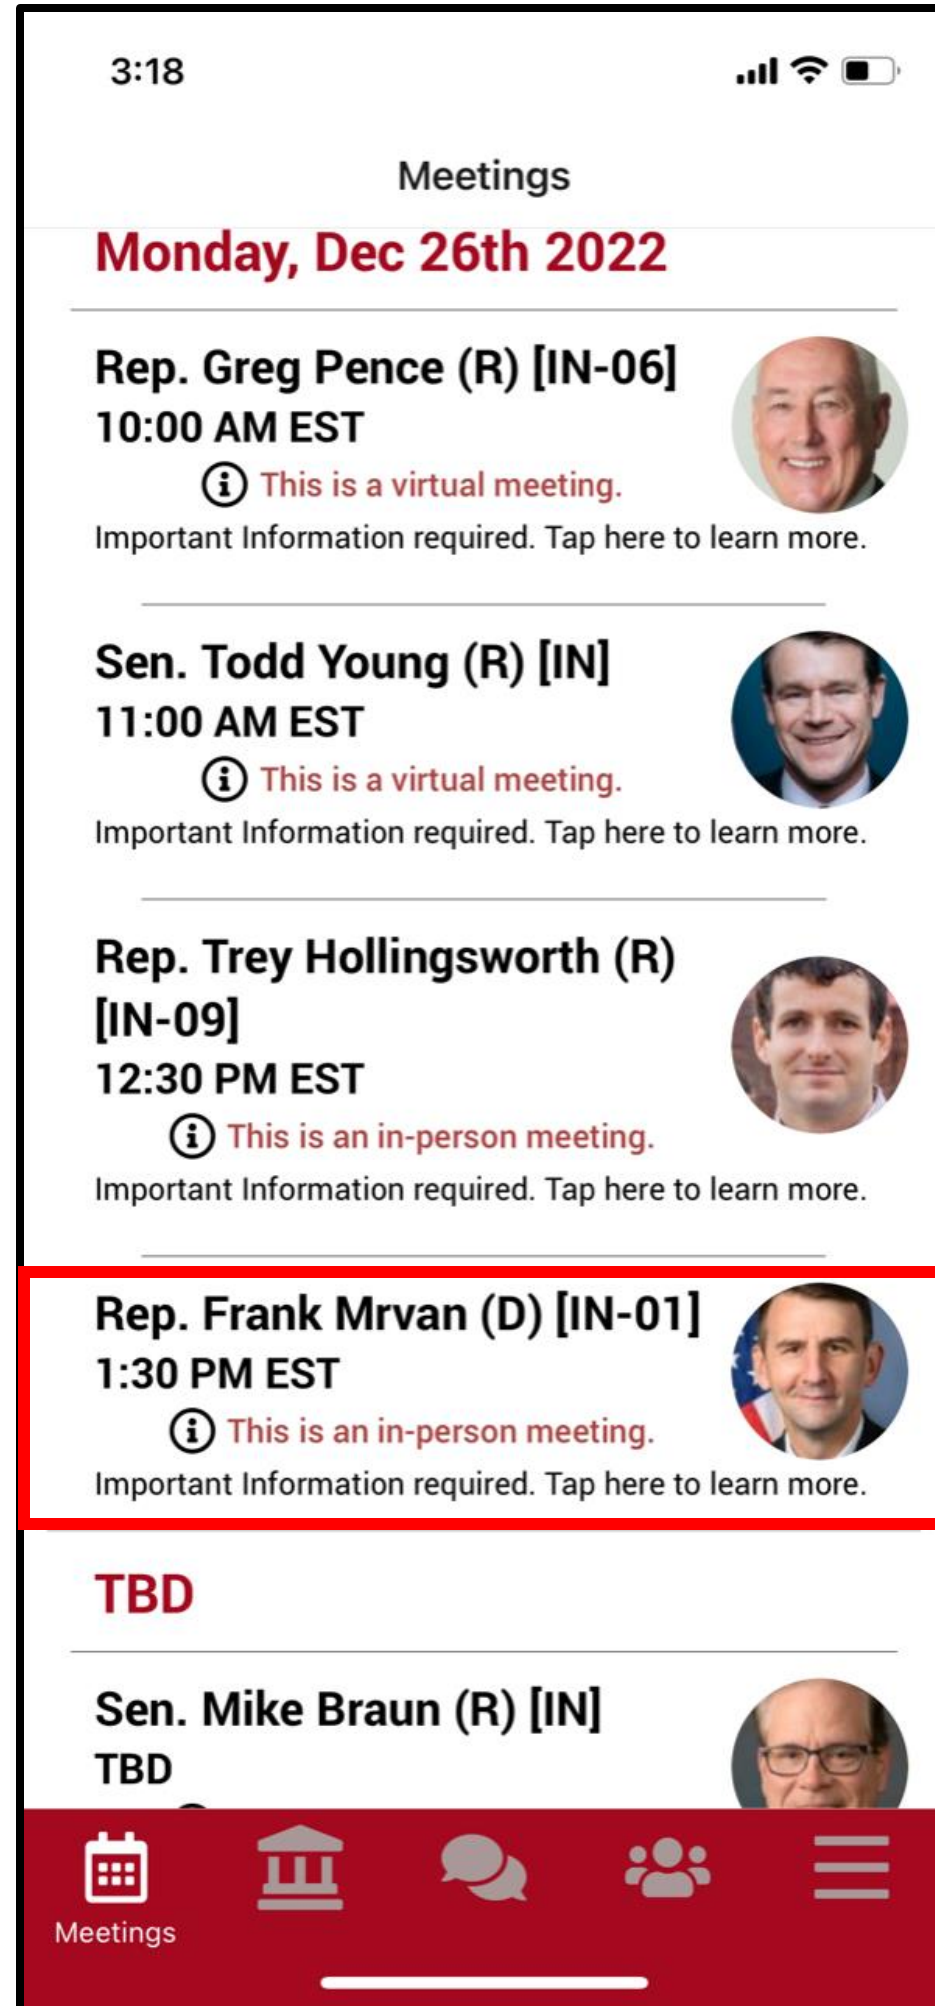 3:18
Meetings
Monday, Dec 26th 2022
Rep. Greg Pence (R) [IN-06]
10:00 AM EST
This is a virtual meeting.
Important Information required. Tap here to learn more.
Sen. Todd Young (R) [IN]
11:00 AM EST
This is a virtual meeting.
Important Information required. Tap here to learn more.
Rep. Trey Hollingsworth (R)
[IN-09]
12:30 PM EST
This is an in-person meeting.
Important Information required. Tap here to learn more.
Rep. Frank Mrvan (D) [IN-01]
1:30 PM EST
This is an in-person meeting.
Important Information required. Tap here to learn more.
TBD
Sen. Mike Braun (R) [IN]
TBD
Meetings